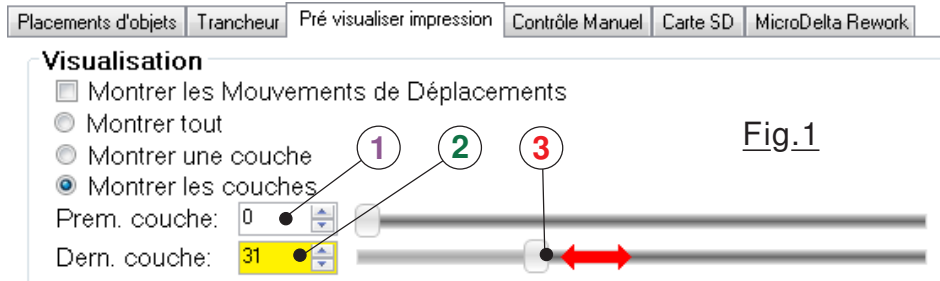 Placements d'objets Trancheur Pré visualiser impression Contrôle Manuel Carte SD MicroDelta Rework
Visualisation
Montrer les Mouvements de Déplacements
Montrer tout
Montrer une couche
Montrer les couches
1 2 3 Fig.1
Prem. couche: 0
Dern. couche: 31